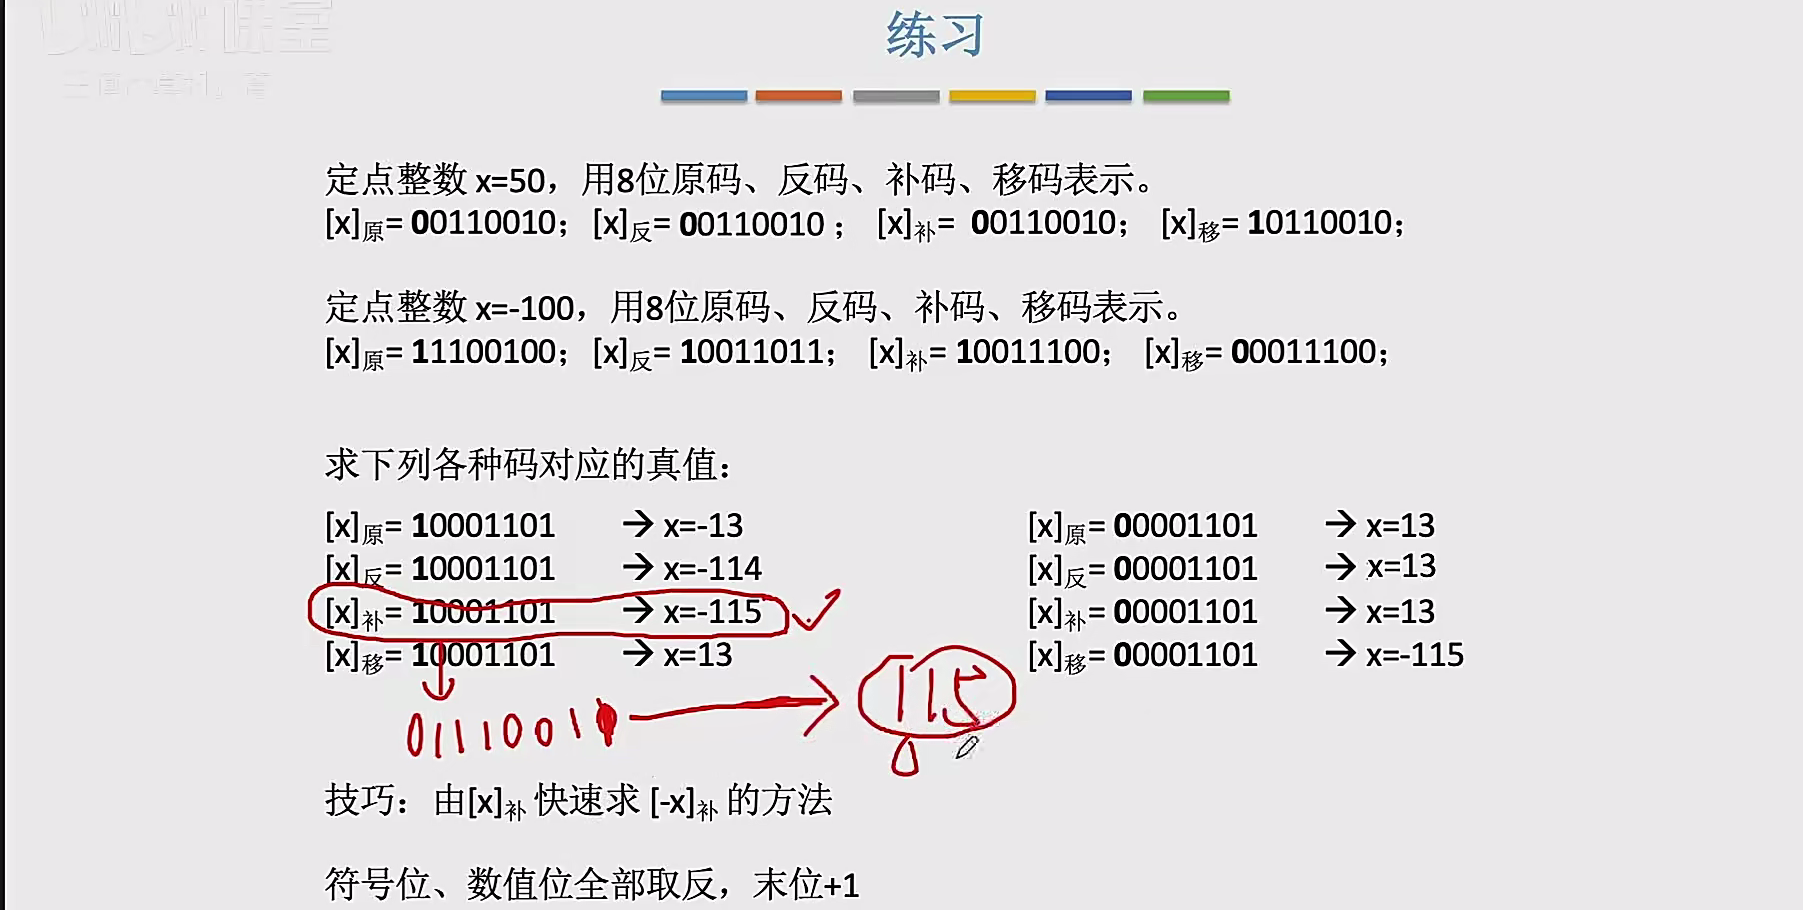 练习
定点整数 x=50，用8位原码、反码、补码、移码表示。
[x]原= 00110010；[x]反= 00110010； [x]补= 00110010； [x]移= 10110010；
定点整数 x=-100，用8位原码、反码、补码、移码表示。
[x]原= 11100100；[x]反= 10011011； [x]补= 10011100； [x]移= 00011100；
求下列各种码对应的真值：
[x]原= 10001101 → x=-13 [x]原= 00001101 → x=13
[x]反= 10001101 → x=-114 [x]反= 00001101 → x=13
[x]补= 10001101 → x=-115 [x]补= 00001101 → x=13
[x]移= 10001101 → x=13 [x]移= 00001101 → x=-115
0111001 115
技巧：由[x]补 快速求 [-x]补 的方法
符号位、数值位全部取反，末位+1